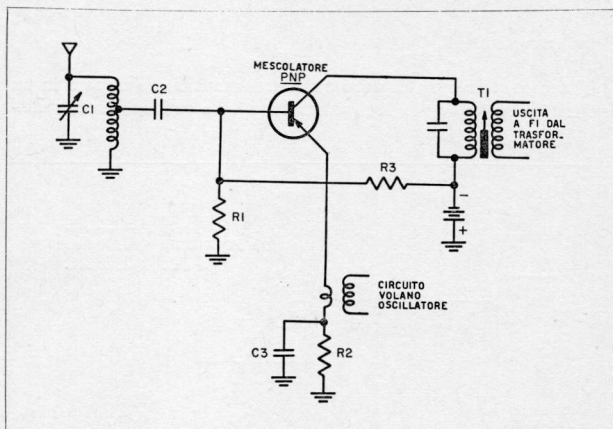 MESCOLATORE
PNP
C2
C1
T1
USCITA
A FI DAL
TRASFOR-
MATORE
R3
-
+
R1
CIRCUITO
VOLANO
OSCILLATORE
C3
R2